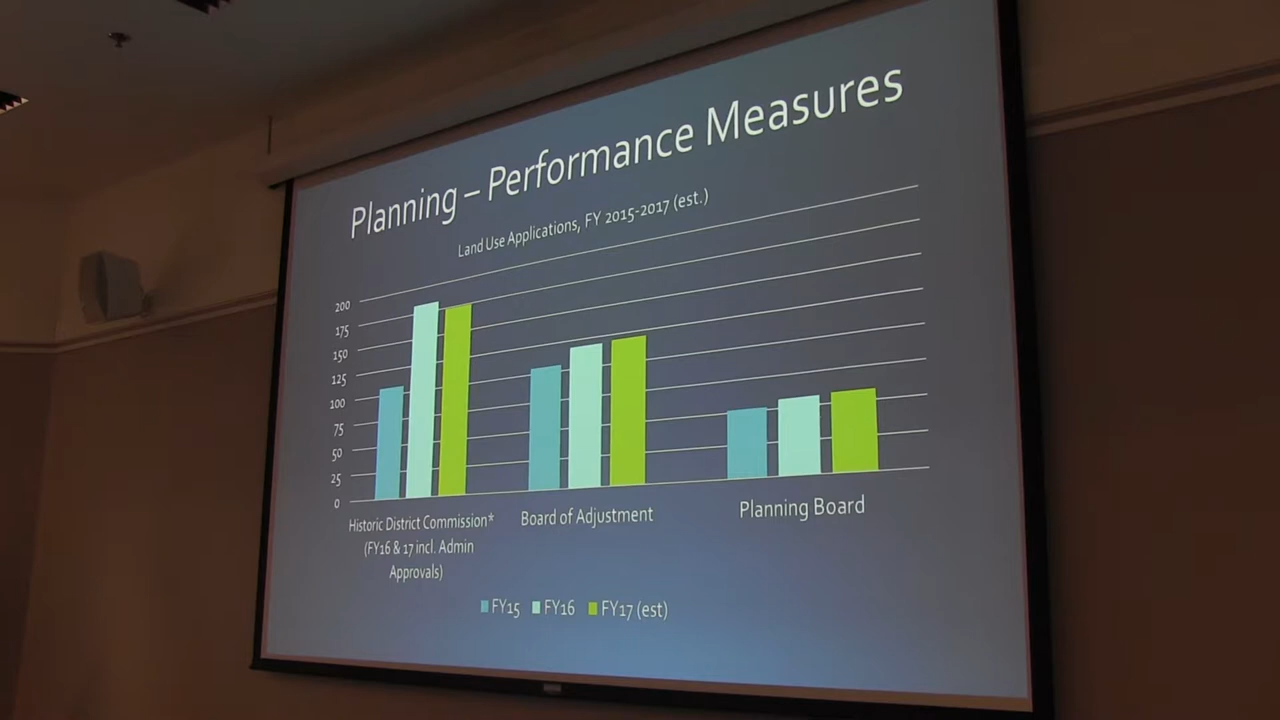 Planning – Performance Measures
Land Use Applications, FY 2015-2017 (est.)
200
175
150
125
100
75
50
25
0
Historic District Commission*
(FY16 & 17 incl. Admin
Approvals)
Board of Adjustment
Planning Board
FY15 FY16 FY17 (est)